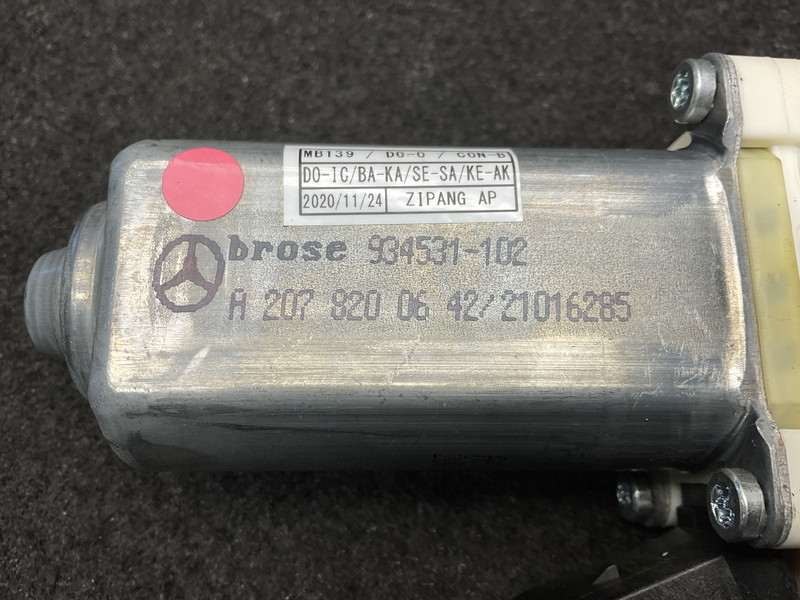 MB139 / DO-O / CON-B
DO-IC/BA-KA/SE-SA/KE-AK
2020/11/24 ZIPANG AP
brose 934531-102
A 207 820 06 42/21016285